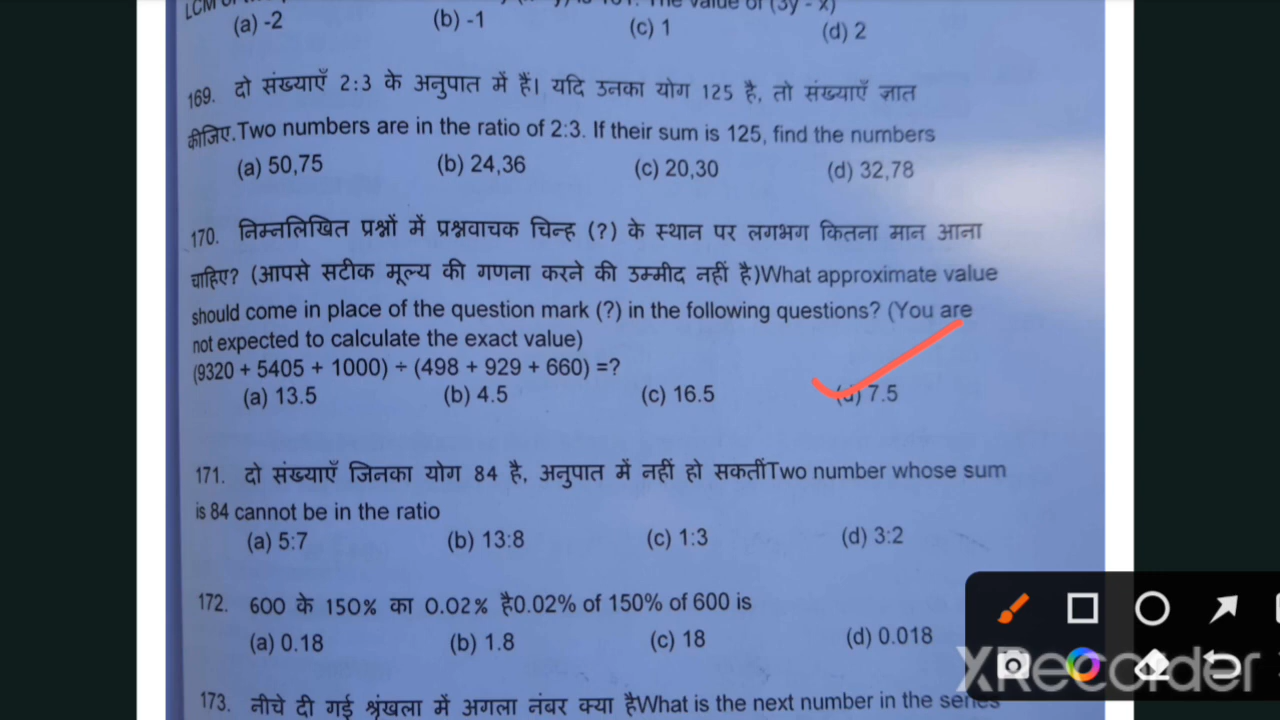 LCM
value of (3y - x)
(a) -2 (b) -1 (c) 1 (d) 2
169. दो संख्याएँ 2:3 के अनुपात में हैं। यदि उनका योग 125 है, तो संख्याएँ ज्ञात
कीजिए.Two numbers are in the ratio of 2:3. If their sum is 125, find the numbers
(a) 50,75 (b) 24,36 (c) 20,30 (d) 32,78
170. निम्नलिखित प्रश्नों में प्रश्नवाचक चिन्ह (?) के स्थान पर लगभग कितना मान आना
चाहिए? (आपसे सटीक मूल्य की गणना करने की उम्मीद नहीं है)What approximate value
should come in place of the question mark (?) in the following questions? (You are
not expected to calculate the exact value)
(9320 + 5405 + 1000) ÷ (498 + 929 + 660) =?
(a) 13.5 (b) 4.5 (c) 16.5 (d) 7.5
171. दो संख्याएँ जिनका योग 84 है, अनुपात में नहीं हो सकतींTwo number whose sum
is 84 cannot be in the ratio
(a) 5:7 (b) 13:8 (c) 1:3 (d) 3:2
172. 600 के 150% का 0.02% है0.02% of 150% of 600 is
(a) 0.18 (b) 1.8 (c) 18 (d) 0.018
173. नीचे दी गई श्रृंखला में अगला नंबर क्या हैWhat is the next number in the series
XRecorder